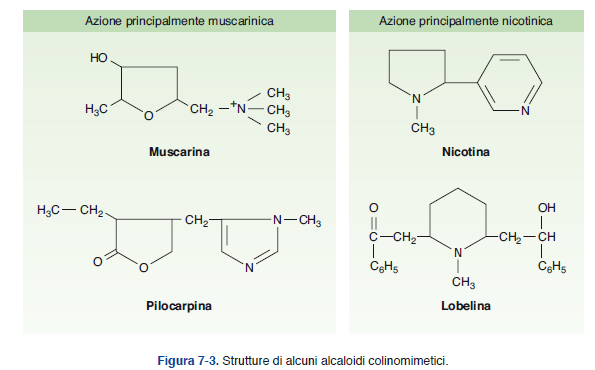 Azione principalmente muscarinica
HO
H₃C
O
CH₂ — ⁺N — CH₃
CH₃
CH₃
Muscarina
H₃C — CH₂
O
O
CH₂
N — CH₃
N
Pilocarpina
Azione principalmente nicotinica
N
CH₃
N
Nicotina
O
OH
C — CH₂
CH₂ — CH
N
C₆H₅
CH₃
C₆H₅
Lobelina
Figura 7-3. Strutture di alcuni alcaloidi colinomimetici.